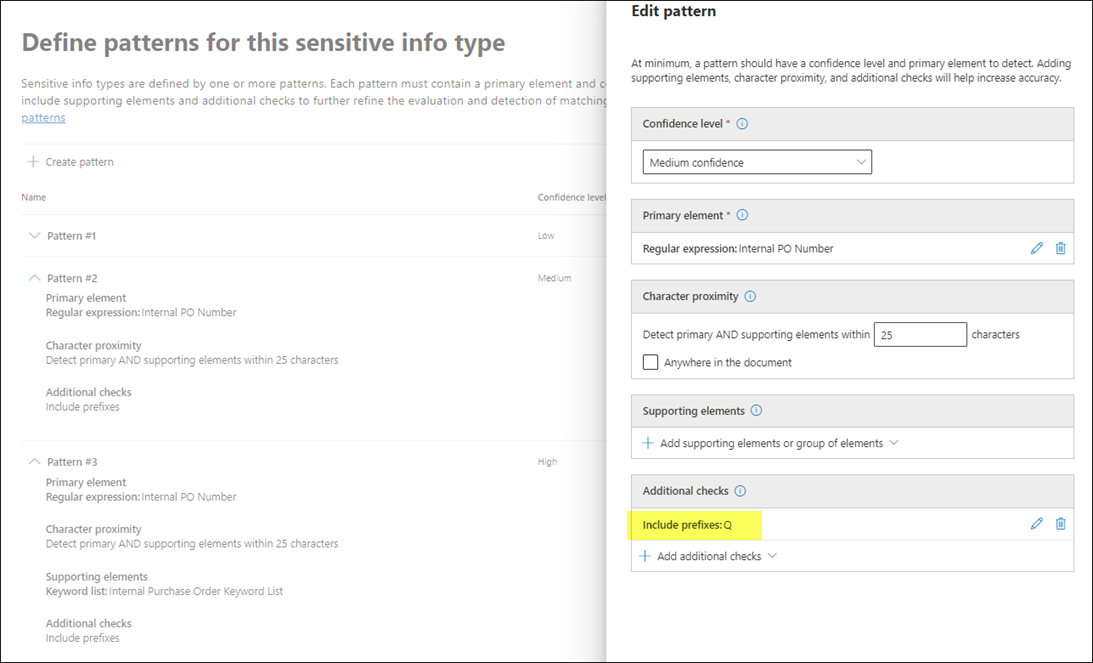 Define patterns for this sensitive info type
Sensitive info types are defined by one or more patterns. Each pattern must contain a primary element and
include supporting elements and additional checks to further refine the evaluation and detection of matching
patterns
Create pattern
Name Confidence level
Pattern #1 Low
Pattern #2 Medium
Primary element
Regular expression: Internal PO Number
Character proximity
Detect primary AND supporting elements within 25 characters
Additional checks
Include prefixes
Pattern #3 High
Primary element
Regular expression: Internal PO Number
Character proximity
Detect primary AND supporting elements within 25 characters
Supporting elements
Keyword list: Internal Purchase Order Keyword List
Additional checks
Include prefixes
Edit pattern
At minimum, a pattern should have a confidence level and primary element to detect. Adding
supporting elements, character proximity, and additional checks will help increase accuracy.
Confidence level *
Medium confidence
Primary element *
Regular expression: Internal PO Number
Character proximity
Detect primary AND supporting elements within 25 characters
Anywhere in the document
Supporting elements
Add supporting elements or group of elements
Additional checks
Include prefixes: Q
Add additional checks